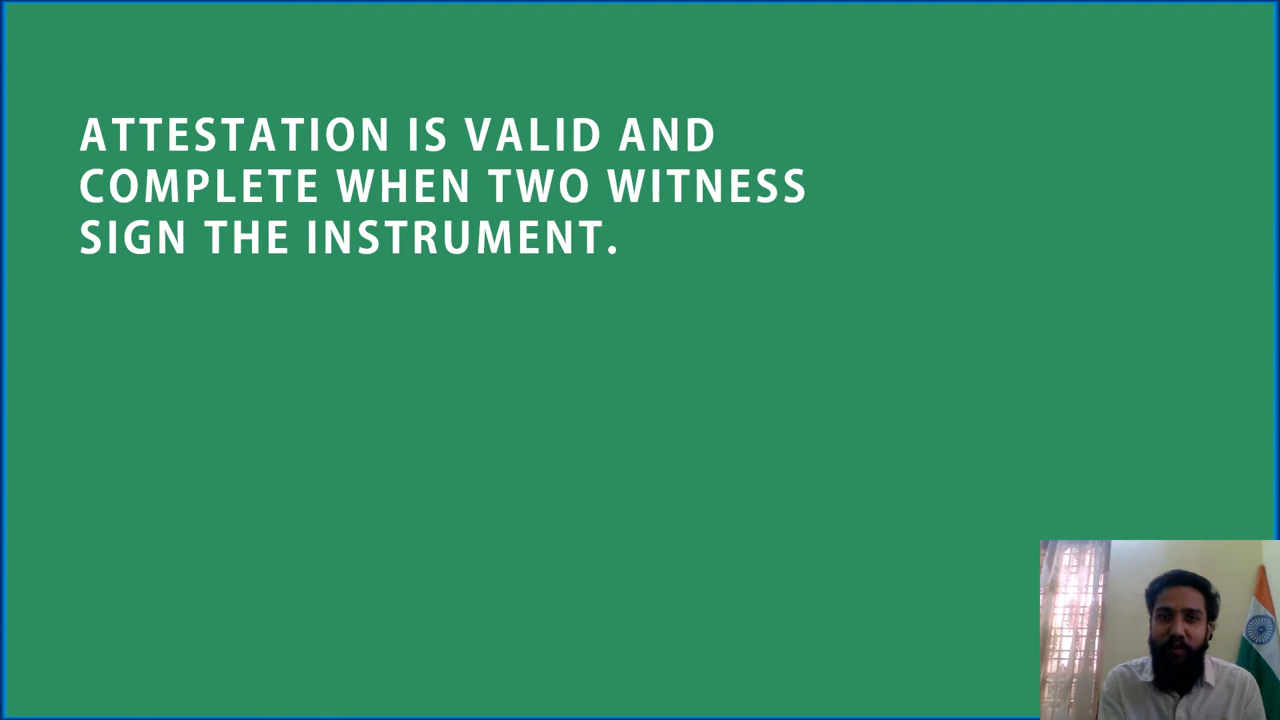 ATTESTATION IS VALID AND
COMPLETE WHEN TWO WITNESS
SIGN THE INSTRUMENT.